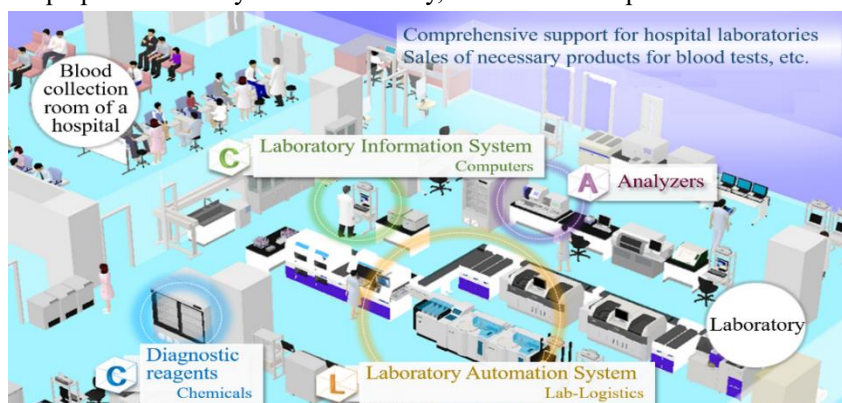 Comprehensive support for hospital laboratories
Sales of necessary products for blood tests, etc.
Blood
collection
room of a
hospital
C Laboratory Information System
Computers
A Analyzers
Laboratory
C Diagnostic
reagents
Chemicals
L Laboratory Automation System
Lab-Logistics